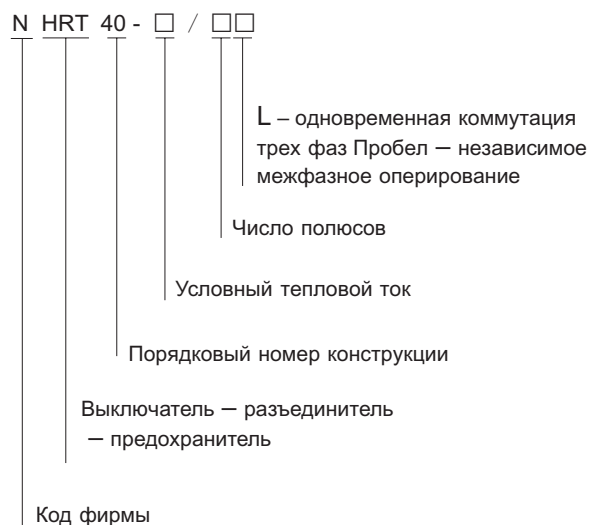 N HRT 40 - □ / □□
L – одновременная коммутация
трех фаз Пробел — независимое
межфазное оперирование
Число полюсов
Условный тепловой ток
Порядковый номер конструкции
Выключатель — разъединитель
— предохранитель
Код фирмы